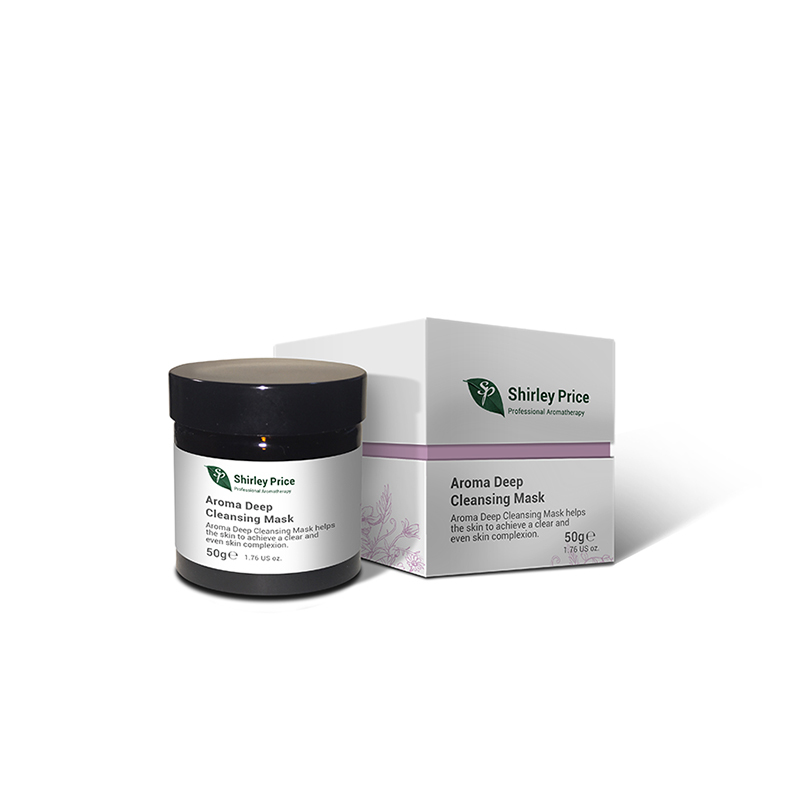 SP
Shirley Price
Professional Aromatherapy
Aroma Deep
Cleansing Mask
Aroma Deep Cleansing Mask helps
the skin to achieve a clear and
even skin complexion.
50g℮ 1.76 US oz.
SP
Shirley Price
Professional Aromatherapy
Aroma Deep
Cleansing Mask
Aroma Deep Cleansing Mask helps
the skin to achieve a clear and
even skin complexion.
50g℮
1.76 US oz.